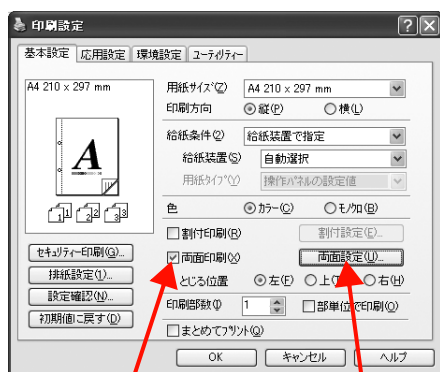 印刷設定
基本設定 応用設定 環境設定 ユーティリティー
A4 210 × 297 mm
用紙サイズ(Z) A4 210 × 297 mm
印刷方向 縦(P) 横(L)
給紙条件(2) 給紙装置で指定
給紙装置(S) 自動選択
用紙タイプ(Y) 操作パネルの設定値
A
1 1 2 2 3 3
色 カラー(C) モノクロ(B)
割付印刷(R) 割付設定(E)...
セキュリティー印刷(G)... 両面印刷(X) 両面設定(U)...
排紙設定(1)... とじる位置 左(F) 上(T) 右(H)
設定確認(N)... 印刷部数(I) 1 部単位で印刷(O)
初期値に戻す(D)
まとめてプリント(Q)
OK キャンセル ヘルプ